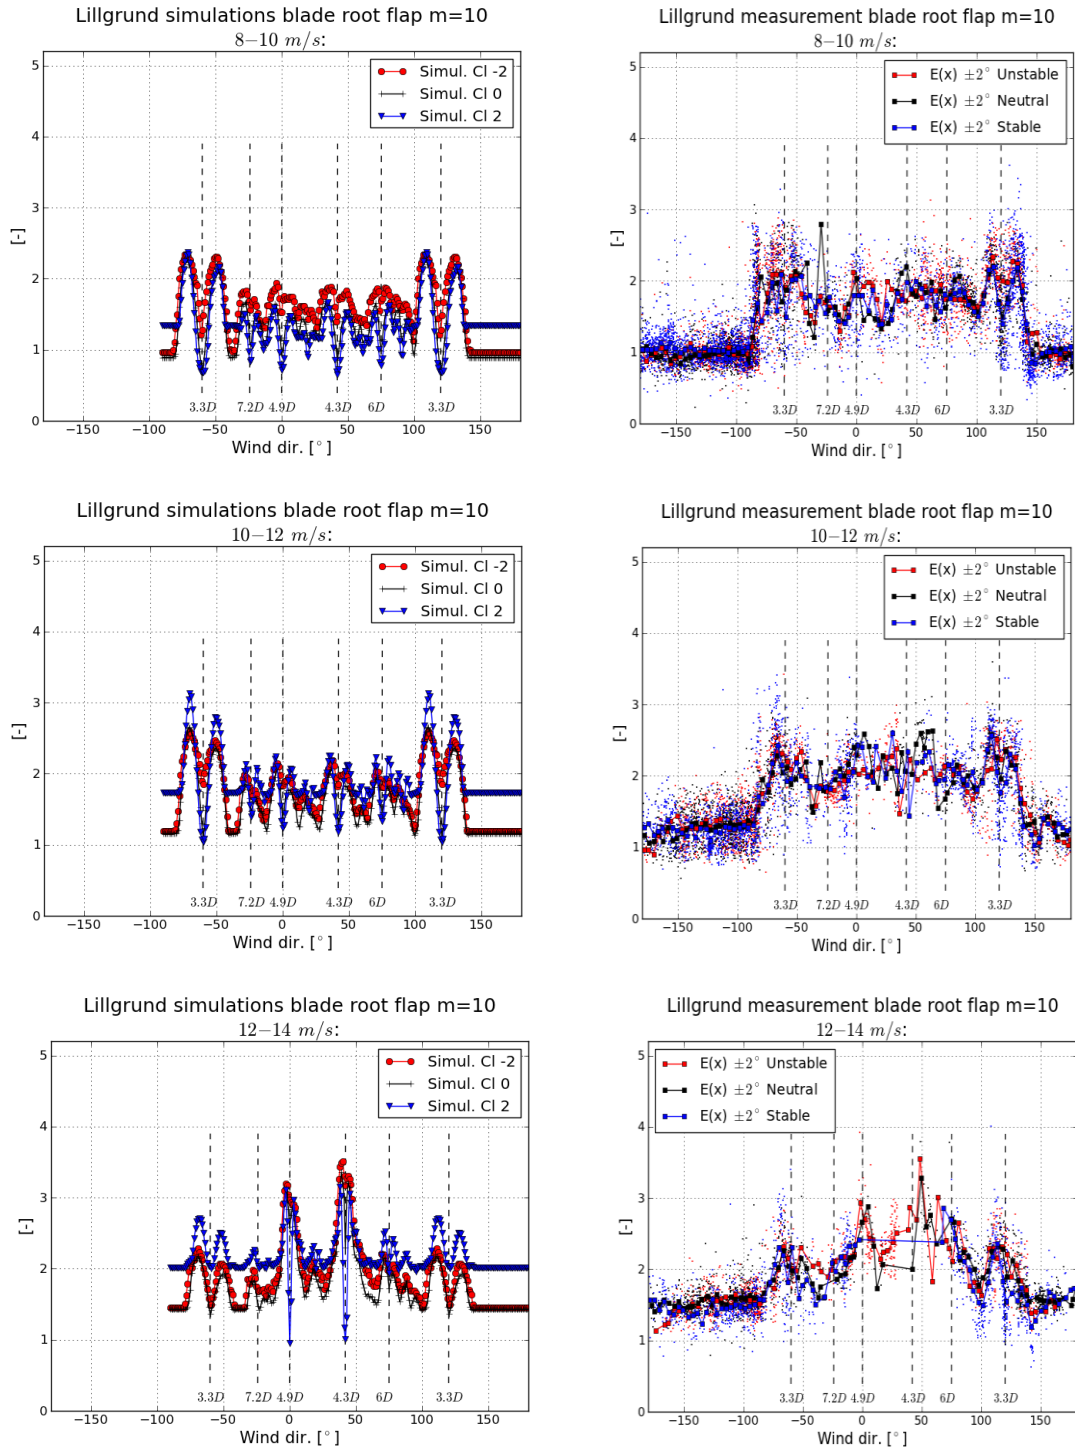 Lillgrund simulations blade root flap m=10
8−10 m/s:
5
4
3
2
1
0
[-]
Simul. Cl -2
Simul. Cl 0
Simul. Cl 2
3.3D 7.2D 4.9D 4.3D 6D 3.3D
−150 −100 −50 0 50 100 150
Wind dir. [°]
Lillgrund measurement blade root flap m=10
8−10 m/s:
5
4
3
2
1
0
[-]
E(x) ±2° Unstable
E(x) ±2° Neutral
E(x) ±2° Stable
3.3D 7.2D 4.9D 4.3D 6D 3.3D
−150 −100 −50 0 50 100 150
Wind dir. [°]
Lillgrund simulations blade root flap m=10
10−12 m/s:
5
4
3
2
1
0
[-]
Simul. Cl -2
Simul. Cl 0
Simul. Cl 2
3.3D 7.2D 4.9D 4.3D 6D 3.3D
−150 −100 −50 0 50 100 150
Wind dir. [°]
Lillgrund measurement blade root flap m=10
10−12 m/s:
5
4
3
2
1
0
[-]
E(x) ±2° Unstable
E(x) ±2° Neutral
E(x) ±2° Stable
3.3D 7.2D 4.9D 4.3D 6D 3.3D
−150 −100 −50 0 50 100 150
Wind dir. [°]
Lillgrund simulations blade root flap m=10
12−14 m/s:
5
4
3
2
1
0
[-]
Simul. Cl -2
Simul. Cl 0
Simul. Cl 2
3.3D 7.2D 4.9D 4.3D 6D 3.3D
−150 −100 −50 0 50 100 150
Wind dir. [°]
Lillgrund measurement blade root flap m=10
12−14 m/s:
5
4
3
2
1
0
[-]
E(x) ±2° Unstable
E(x) ±2° Neutral
E(x) ±2° Stable
3.3D 7.2D 4.9D 4.3D 6D 3.3D
−150 −100 −50 0 50 100 150
Wind dir. [°]